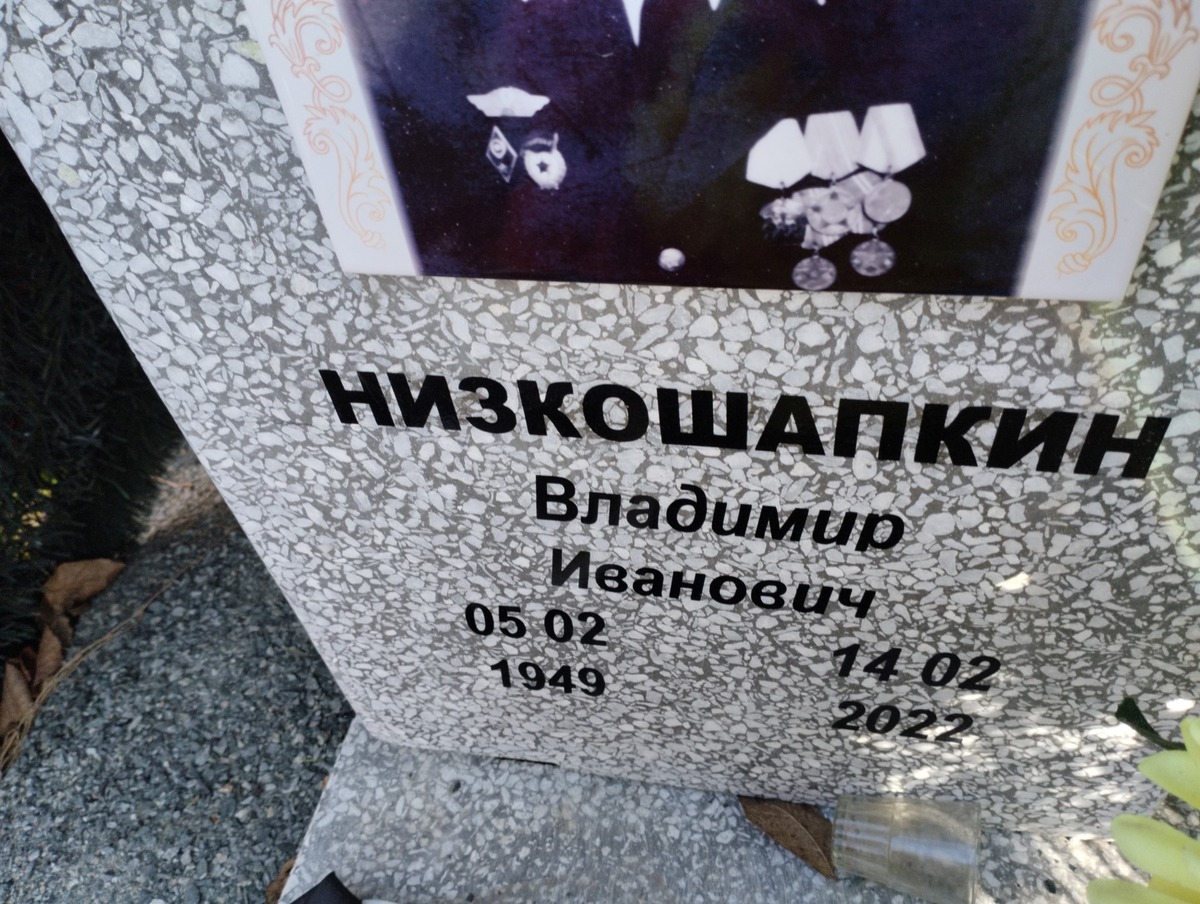 НИЗКОШАПКИН
Владимир
Иванович
05 02
1949
14 02
2022